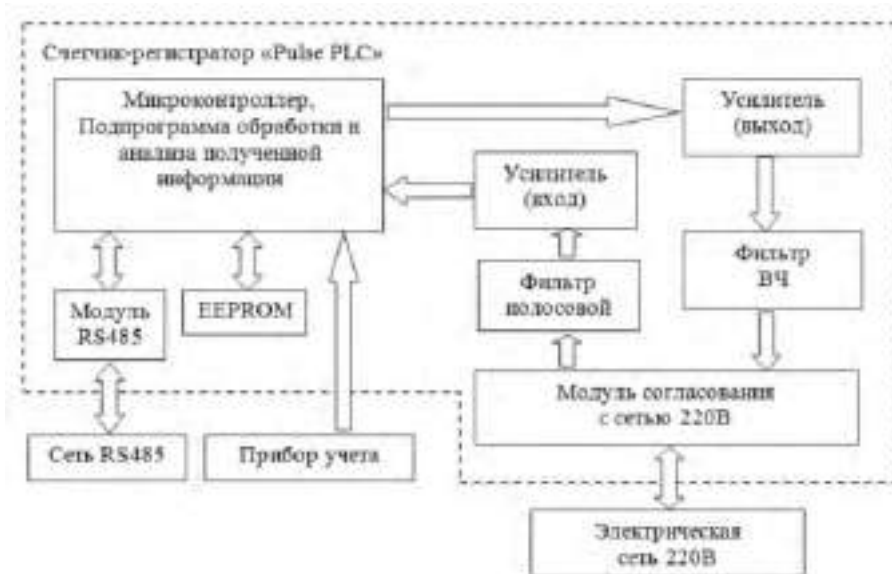 Счетчик-регистратор «Pulse PLC»
Микроконтроллер,
Подпрограмма обработки и
анализа полученной
информации
Усилитель
(выход)
Усилитель
(вход)
Фильтр
ВЧ
Фильтр
полосовой
Модуль
RS485
EEPROM
Модуль согласования
с сетью 220В
Сеть RS485
Прибор учета
Электрическая
сеть 220В